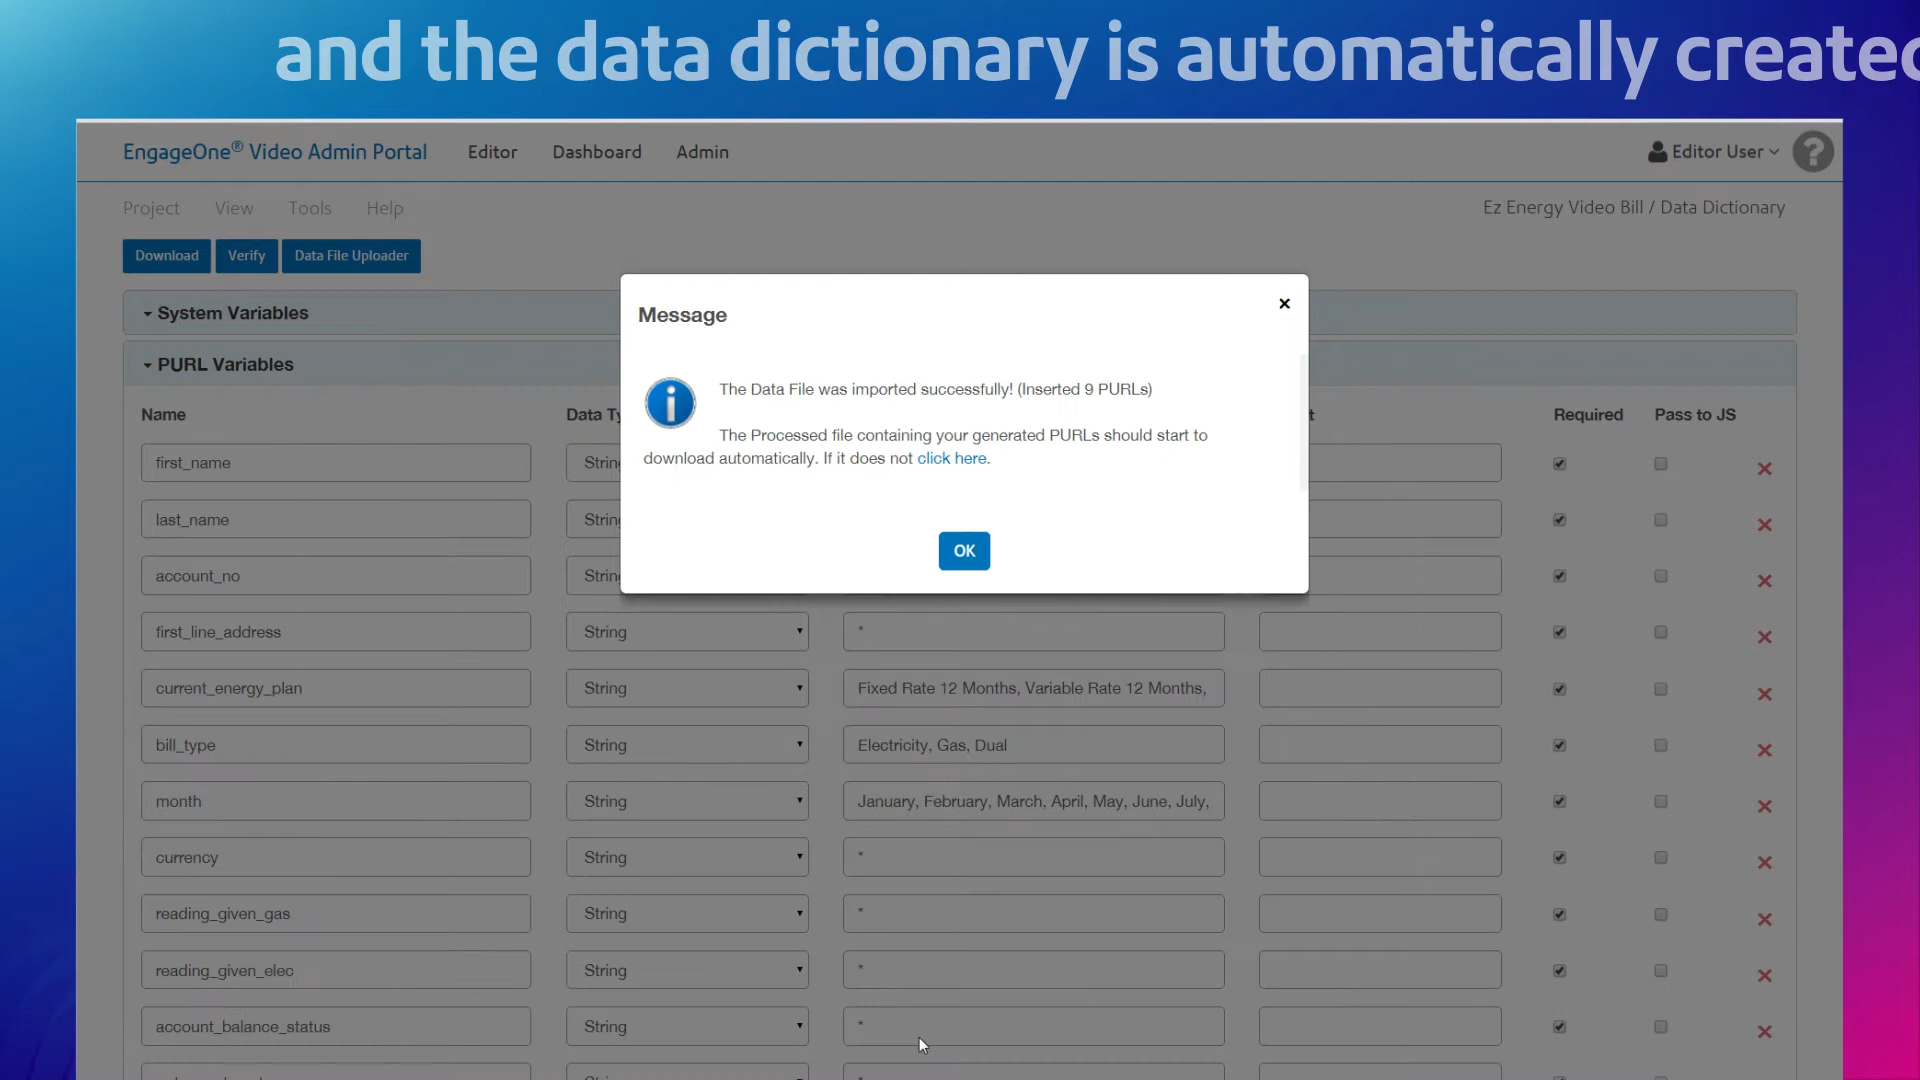 and the data dictionary is automatically created
EngageOne® Video Admin Portal Editor Dashboard Admin Editor User ?
Project View Tools Help Ez Energy Video Bill / Data Dictionary
Download Verify Data File Uploader
System Variables
PURL Variables
Message ×
The Data File was imported successfully! (Inserted 9 PURLs)
The Processed file containing your generated PURLs should start to
download automatically. If it does not click here.
OK
Name Required Pass to JS
first_name
last_name
account_no
first_line_address String *
current_energy_plan String Fixed Rate 12 Months, Variable Rate 12 Months,
bill_type String Electricity, Gas, Dual
month String January, February, March, April, May, June, July,
currency String *
reading_given_gas String *
reading_given_elec String *
account_balance_status String *